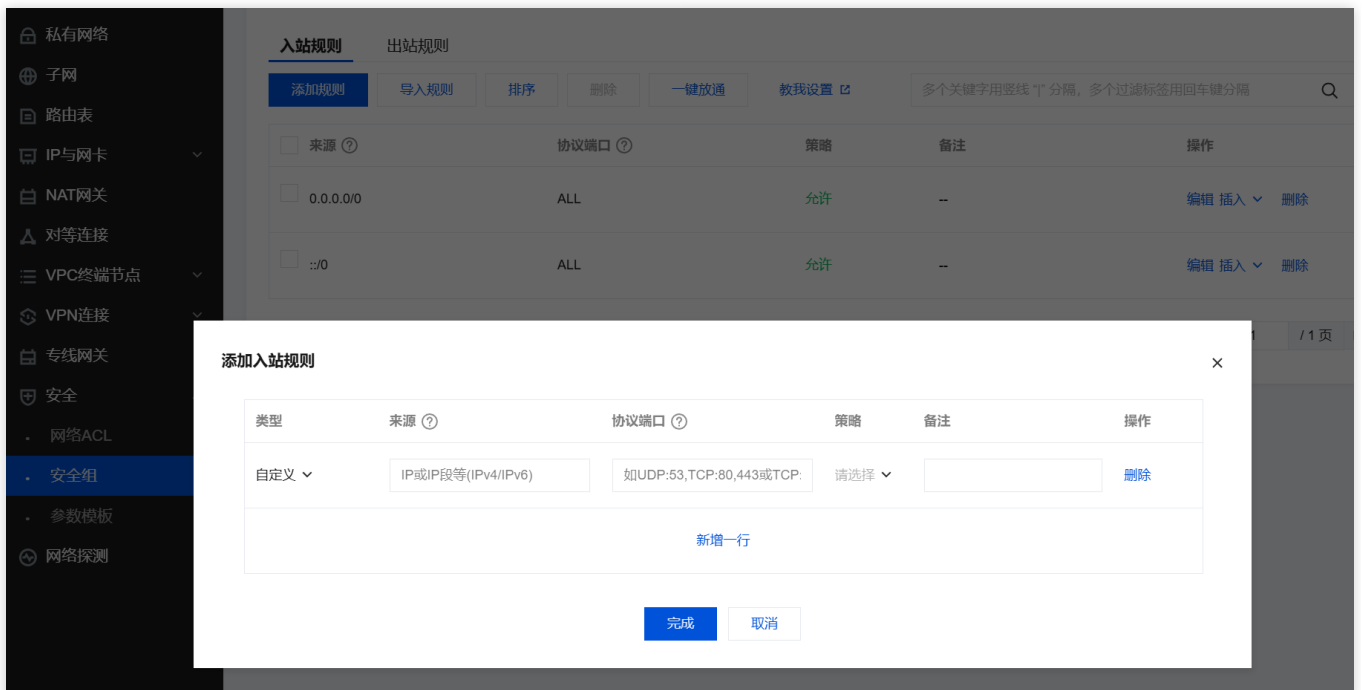 私有网络
子网
路由表
IP与网卡
NAT网关
对等连接
VPC终端节点
VPN连接
专线网关
安全
网络ACL
安全组
参数模板
网络探测
入站规则 出站规则
添加规则 导入规则 排序 删除 一键放通 教我设置 多个关键字用竖线 "|" 分隔，多个过滤标签用回车键分隔
来源 协议端口 策略 备注 操作
0.0.0.0/0 ALL 允许 -- 编辑 插入 删除
::/0 ALL 允许 -- 编辑 插入 删除
1 / 1 页
添加入站规则
类型 来源 协议端口 策略 备注 操作
自定义 IP或IP段等(IPv4/IPv6) 如UDP:53,TCP:80,443或TCP: 请选择 删除
新增一行
完成 取消